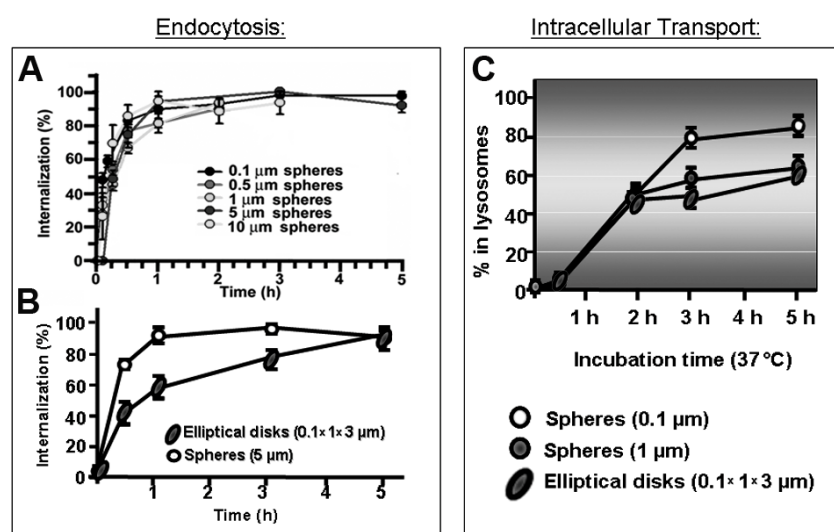 Endocytosis:
Intracellular Transport:
A
Internalization (%)
100
80
60
40
20
0
0.1 µm spheres
0.5 µm spheres
1 µm spheres
5 µm spheres
10 µm spheres
0 1 2 3 4 5
Time (h)
B
Internalization (%)
100
80
60
40
20
0
Elliptical disks (0.1×1×3 µm)
Spheres (5 µm)
0 1 2 3 4 5
Time (h)
C
% in lysosomes
100
80
60
40
20
0
1 h 2 h 3 h 4 h 5 h
Incubation time (37°C)
Spheres (0.1 µm)
Spheres (1 µm)
Elliptical disks (0.1×1×3 µm)